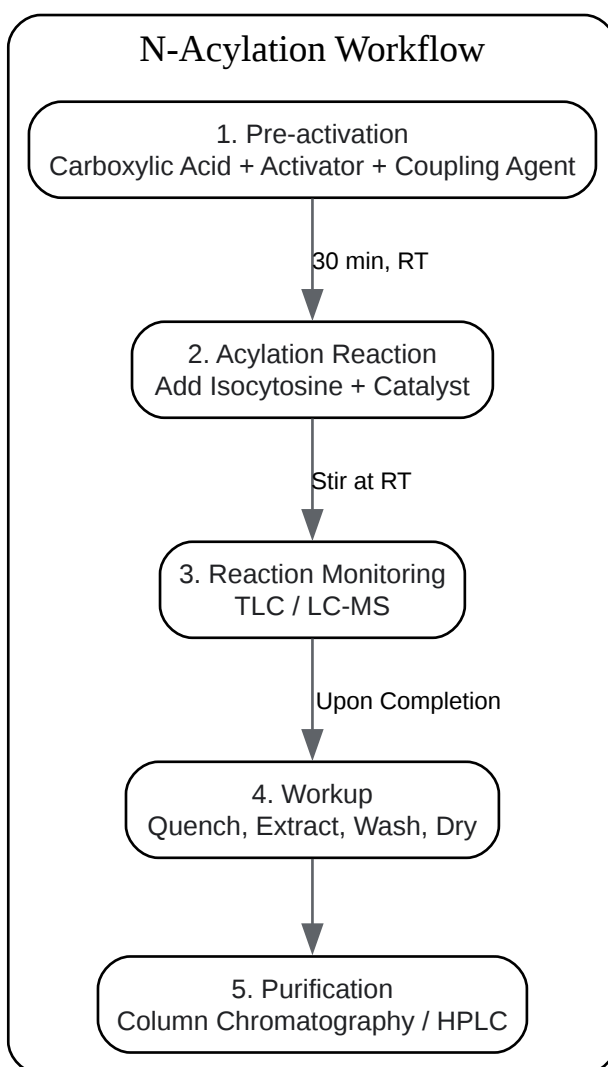 N-Acylation Workflow
1. Pre-activation
Carboxylic Acid + Activator + Coupling Agent
30 min, RT
2. Acylation Reaction
Add Isocytosine + Catalyst
Stir at RT
3. Reaction Monitoring
TLC / LC-MS
Upon Completion
4. Workup
Quench, Extract, Wash, Dry
5. Purification
Column Chromatography / HPLC